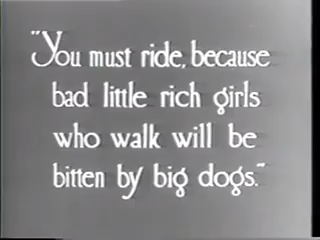 "You must ride, because
bad little rich girls
who walk will be
bitten by big dogs."